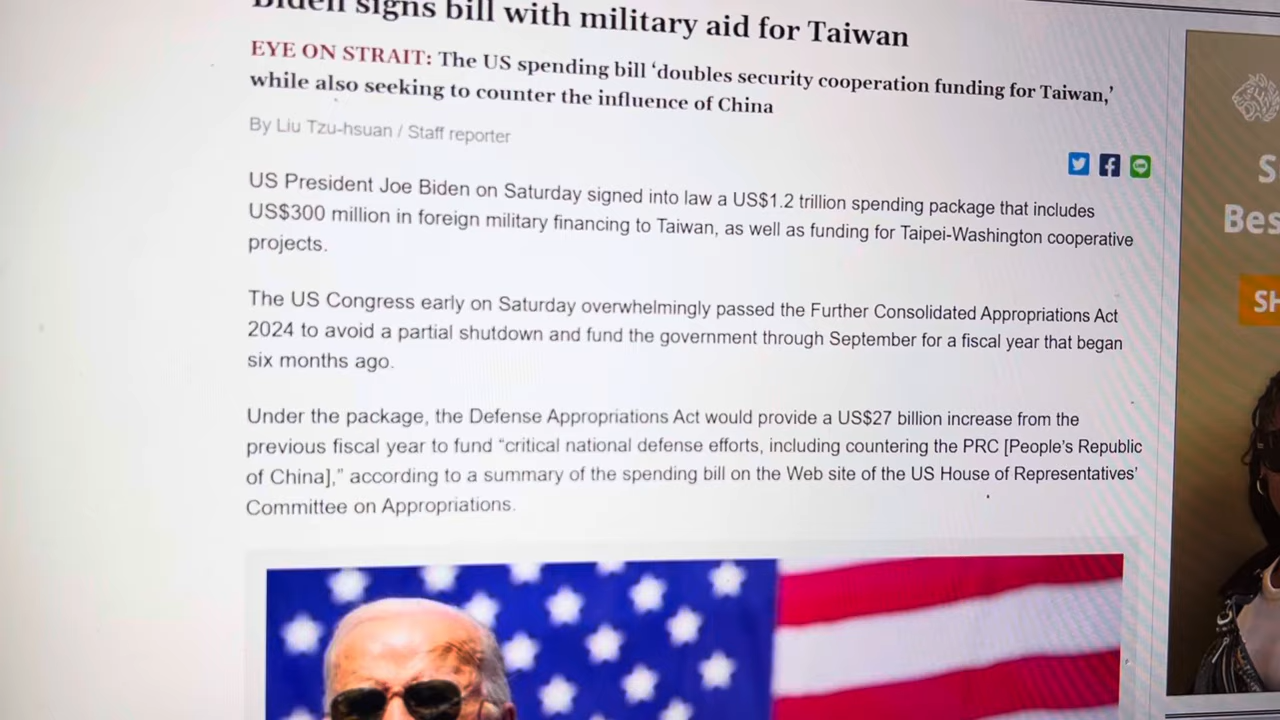 Biden signs bill with military aid for Taiwan
EYE ON STRAIT: The US spending bill ‘doubles security cooperation funding for Taiwan,’
while also seeking to counter the influence of China
By Liu Tzu-hsuan / Staff reporter
US President Joe Biden on Saturday signed into law a US$1.2 trillion spending package that includes
US$300 million in foreign military financing to Taiwan, as well as funding for Taipei-Washington cooperative
projects.
The US Congress early on Saturday overwhelmingly passed the Further Consolidated Appropriations Act
2024 to avoid a partial shutdown and fund the government through September for a fiscal year that began
six months ago.
Under the package, the Defense Appropriations Act would provide a US$27 billion increase from the
previous fiscal year to fund “critical national defense efforts, including countering the PRC [People’s Republic
of China],” according to a summary of the spending bill on the Web site of the US House of Representatives’
Committee on Appropriations.
LINE
S
Bes
SH